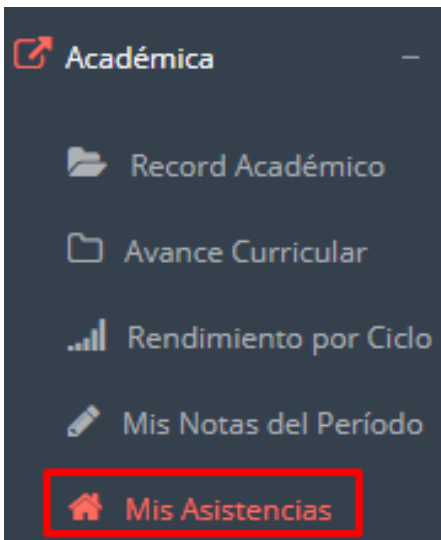 Académica
Record Académico
Avance Curricular
Rendimiento por Ciclo
Mis Notas del Período
Mis Asistencias